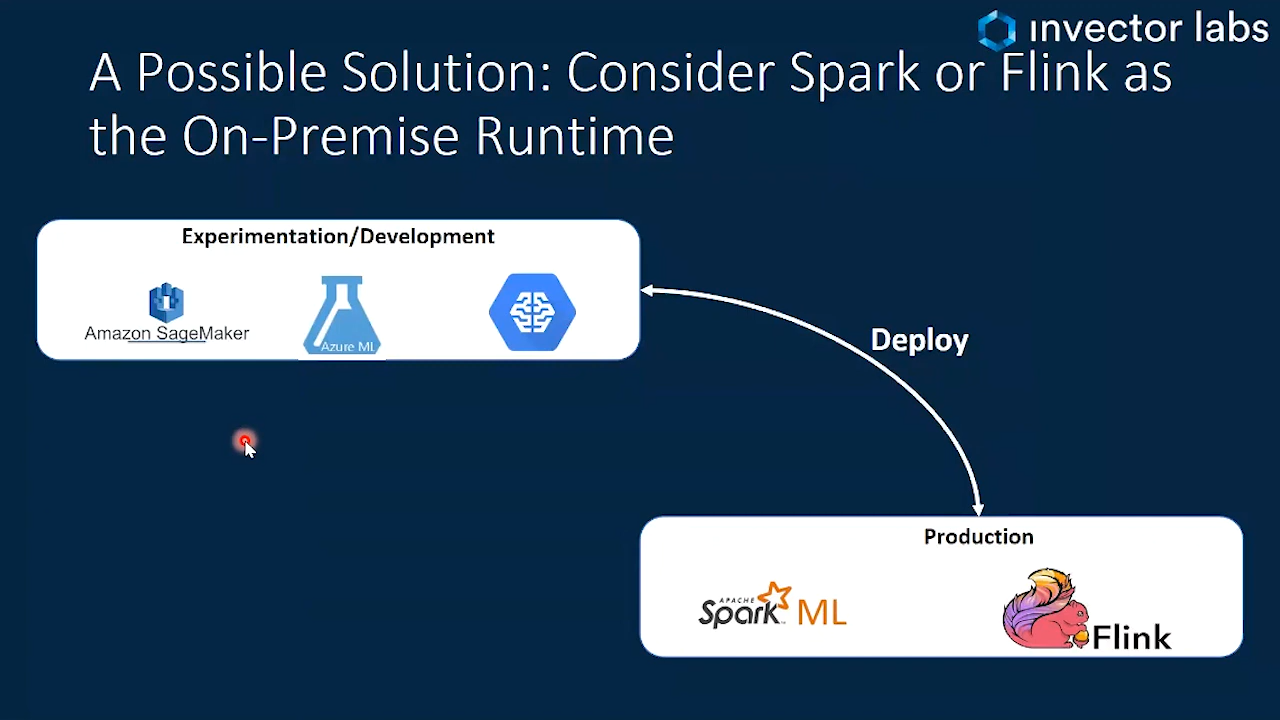 ınvector labs
A Possible Solution: Consider Spark or Flink as
the On-Premise Runtime
Experimentation/Development
Amazon SageMaker
Azure ML
Deploy
Production
APACHE
Spark ML
Flink